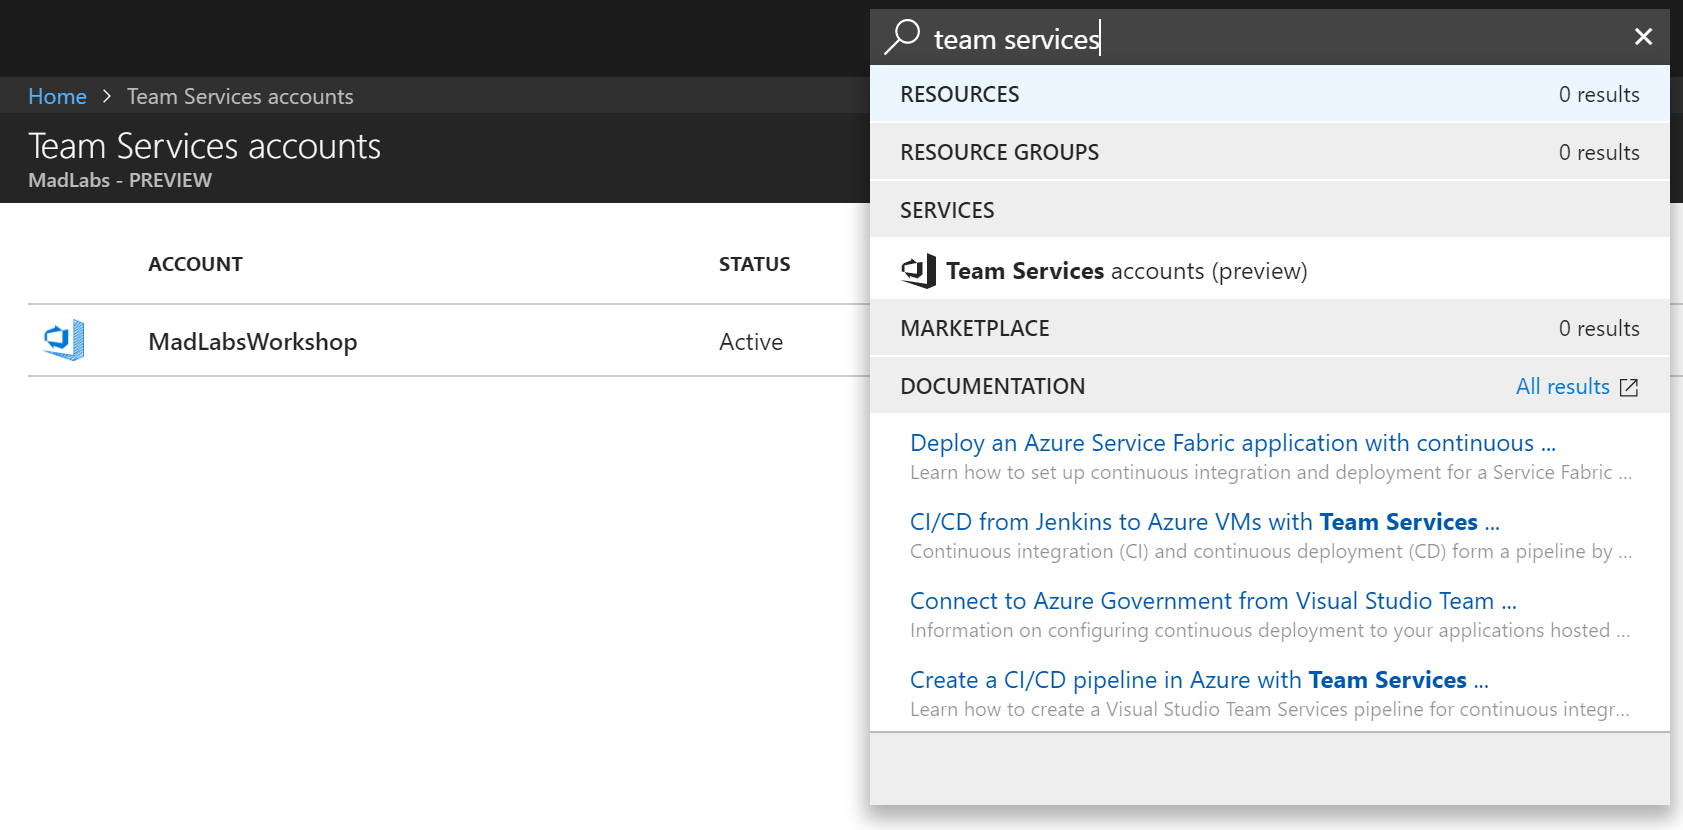 team services
Home > Team Services accounts
Team Services accounts
MadLabs - PREVIEW
ACCOUNT STATUS
MadLabsWorkshop Active
RESOURCES 0 results
RESOURCE GROUPS 0 results
SERVICES
Team Services accounts (preview)
MARKETPLACE 0 results
DOCUMENTATION All results
Deploy an Azure Service Fabric application with continuous ...
Learn how to set up continuous integration and deployment for a Service Fabric ...
CI/CD from Jenkins to Azure VMs with Team Services ...
Continuous integration (CI) and continuous deployment (CD) form a pipeline by ...
Connect to Azure Government from Visual Studio Team ...
Information on configuring continuous deployment to your applications hosted ...
Create a CI/CD pipeline in Azure with Team Services ...
Learn how to create a Visual Studio Team Services pipeline for continuous integr...